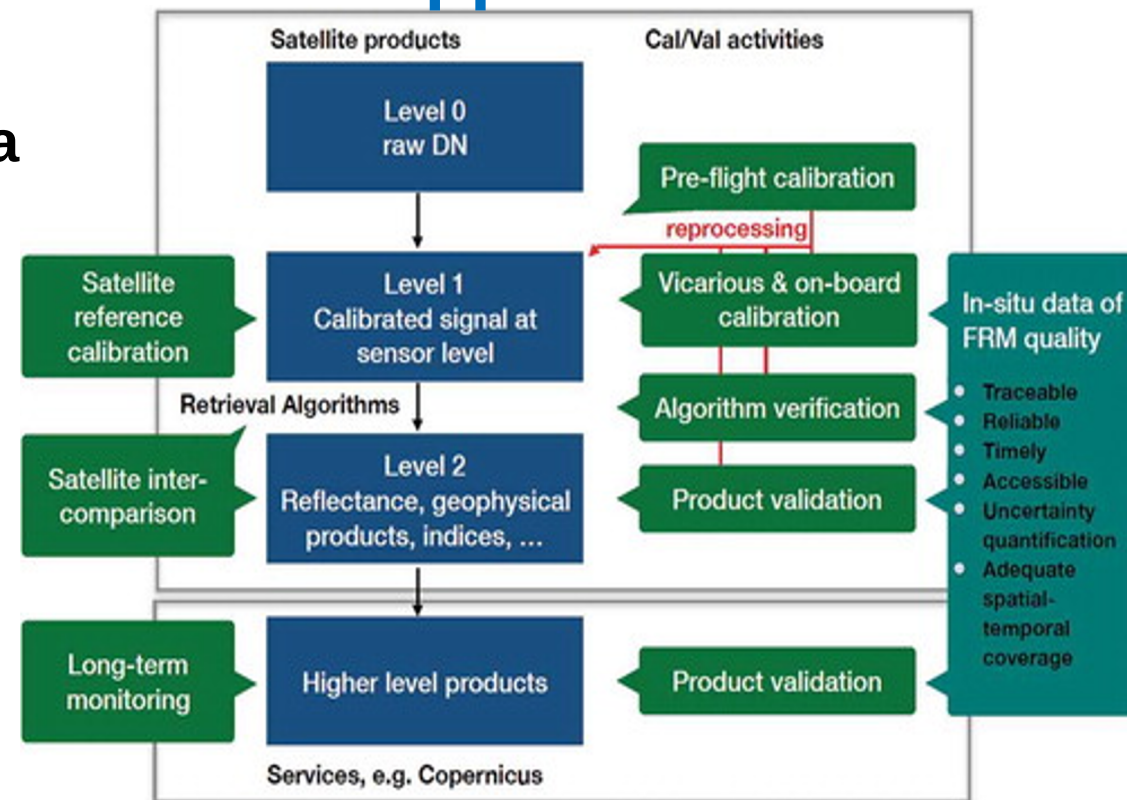 a
Satellite products
Cal/Val activities
Level 0
raw DN
Pre-flight calibration
reprocessing
Satellite
reference
calibration
Level 1
Calibrated signal at
sensor level
Vicarious & on-board
calibration
In-situ data of
FRM quality
Traceable
Reliable
Timely
Accessible
Uncertainty
quantification
Adequate
spatial-
temporal
coverage
Retrieval Algorithms
Algorithm verification
Satellite inter-
comparison
Level 2
Reflectance, geophysical
products, indices, ...
Product validation
Long-term
monitoring
Higher level products
Product validation
Services, e.g. Copernicus